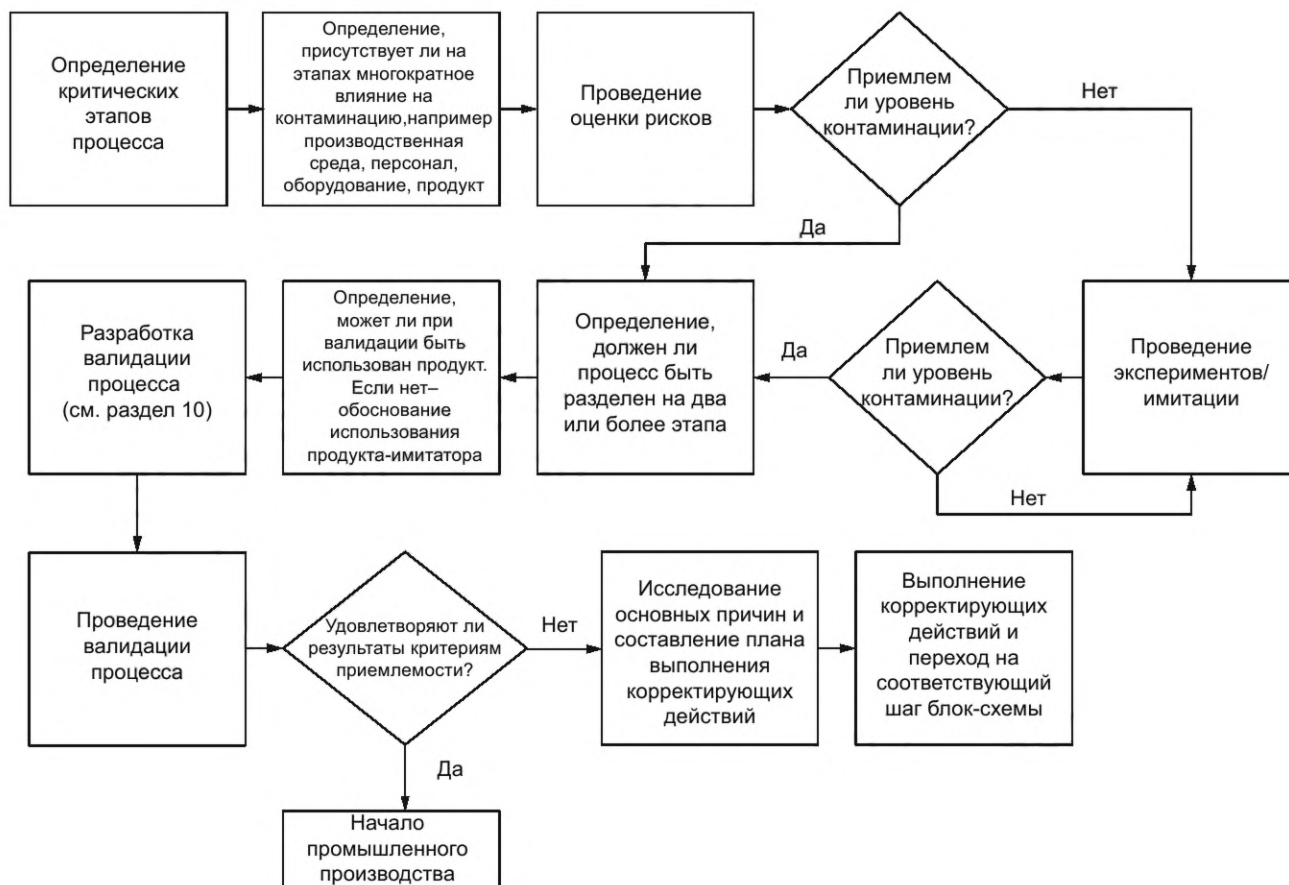 Определение
критических
этапов
процесса
Определение,
присутствует ли на
этапах многократное
влияние на
контаминацию,например
производственная
среда, персонал,
оборудование, продукт
Проведение
оценки рисков
Приемлем
ли уровень
контаминации?
Нет
Да
Разработка
валидации
процесса
(см. раздел 10)
Определение,
может ли при
валидации быть
использован продукт.
Если нет–
обоснование
использования
продукта-имитатора
Определение,
должен ли
процесс быть
разделен на два
или более этапа
Да
Приемлем
ли уровень
контаминации?
Нет
Проведение
экспериментов/
имитации
Проведение
валидации
процесса
Удовлетворяют ли
результаты критериям
приемлемости?
Нет
Да
Исследование
основных причин и
составление плана
выполнения
корректирующих
действий
Выполнение
корректирующих
действий и
переход на
соответствующий
шаг блок-схемы
Начало
промышленного
производства